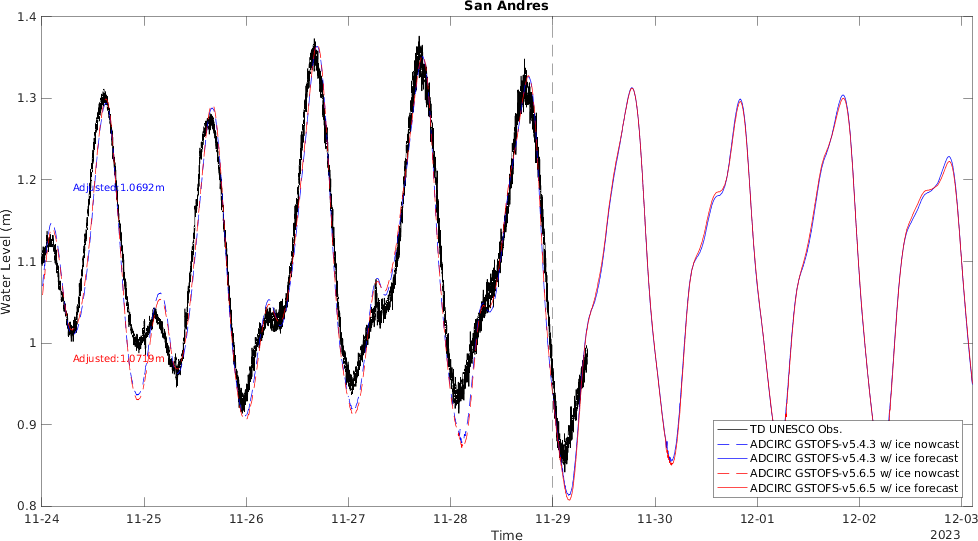 San Andres
1.4
1.3
1.2
1.1
1
0.9
0.8
Water Level (m)
Adjusted:1.0692m
Adjusted:1.0719m
TD UNESCO Obs.
ADCIRC GSTOFS-v5.4.3 w/ ice nowcast
ADCIRC GSTOFS-v5.4.3 w/ ice forecast
ADCIRC GSTOFS-v5.6.5 w/ ice nowcast
ADCIRC GSTOFS-v5.6.5 w/ ice forecast
11-24 11-25 11-26 11-27 11-28 11-29 11-30 12-01 12-02 12-03
2023
Time